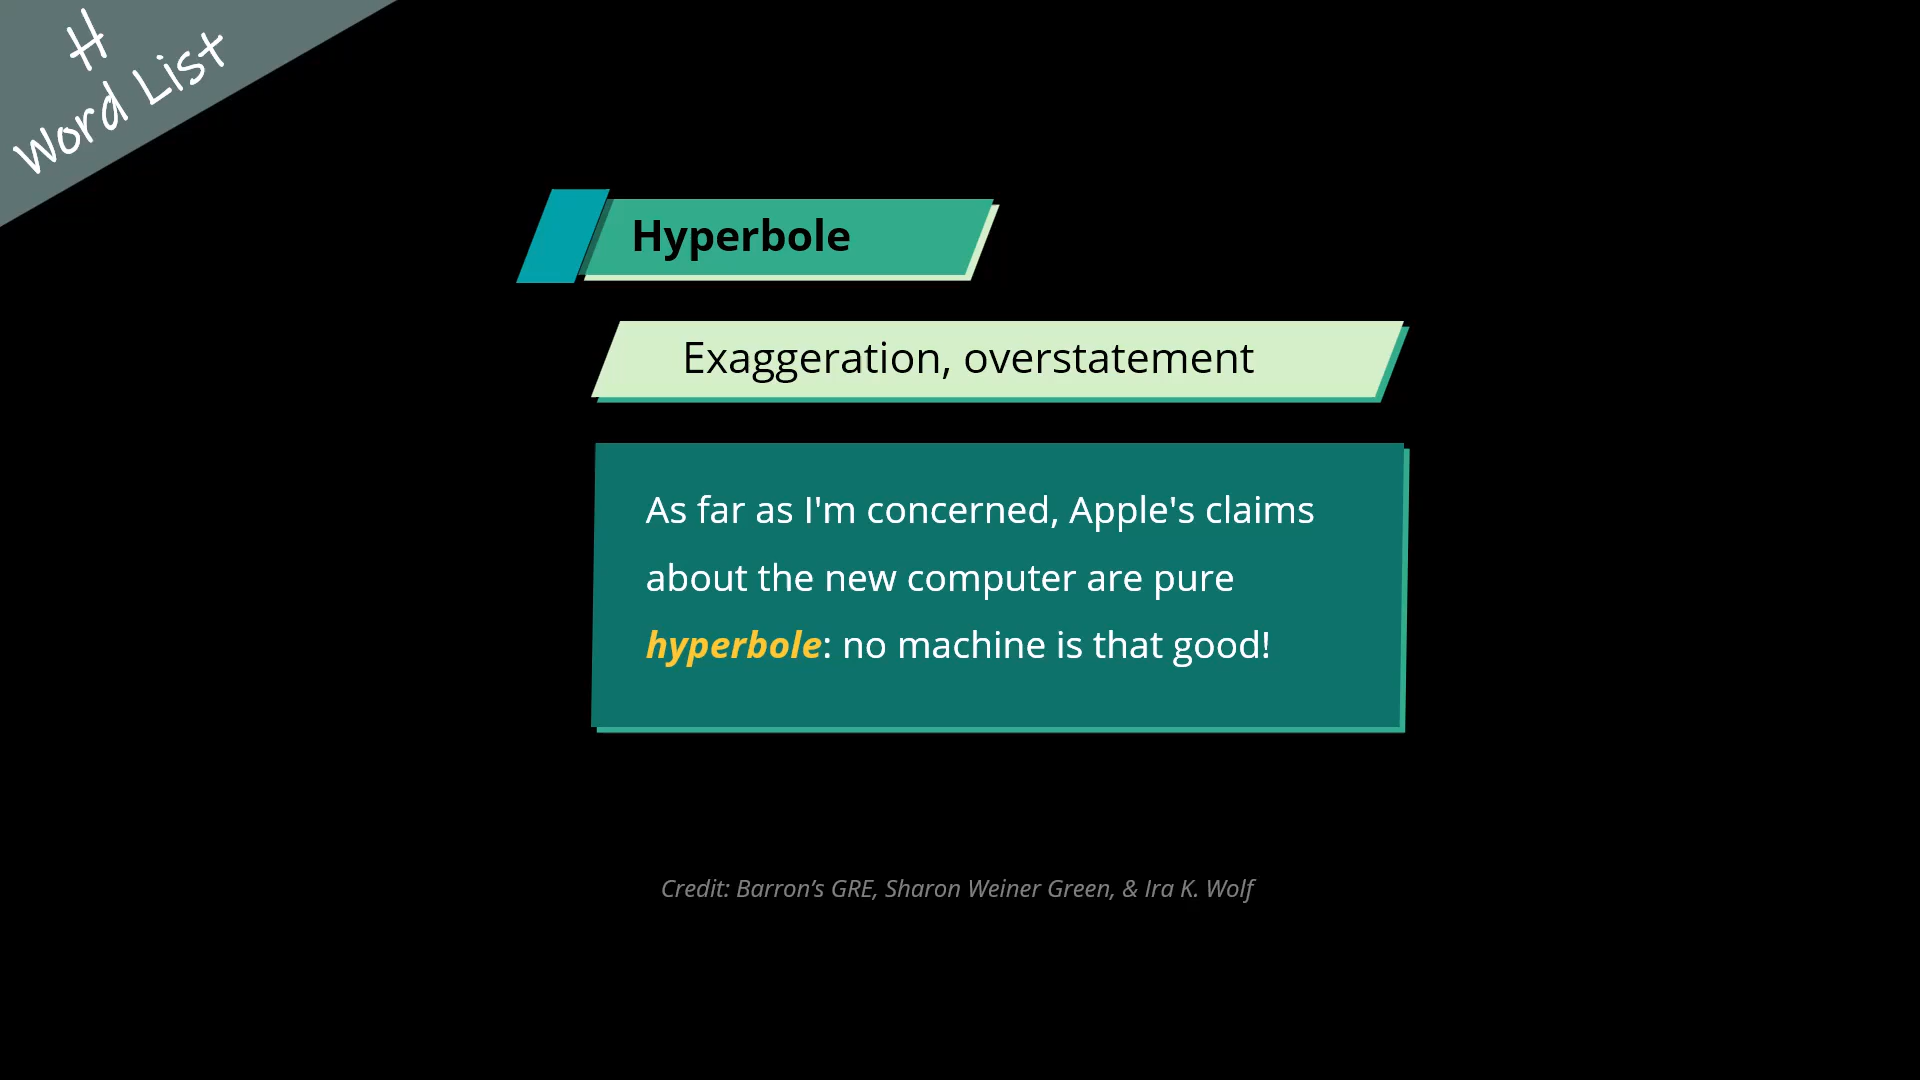 H
Word List
Hyperbole
Exaggeration, overstatement
As far as I'm concerned, Apple's claims
about the new computer are pure
hyperbole: no machine is that good!
Credit: Barron’s GRE, Sharon Weiner Green, & Ira K. Wolf